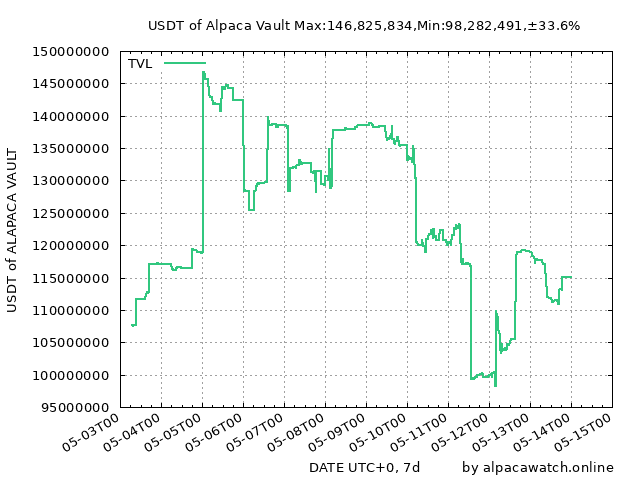 USDT of Alpaca Vault Max:146,825,834,Min:98,282,491,±33.6%
150000000
TVL
145000000
140000000
135000000
130000000
125000000
120000000
115000000
110000000
105000000
100000000
95000000
USDT of ALAPACA VAULT
05-03T00
05-04T00
05-05T00
05-06T00
05-07T00
05-08T00
05-09T00
05-10T00
05-11T00
05-12T00
05-13T00
05-14T00
05-15T00
DATE UTC+0, 7d
by alpacawatch.online